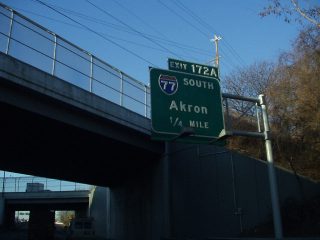 EXIT 172A
77 SOUTH
Akron
1/4 MILE